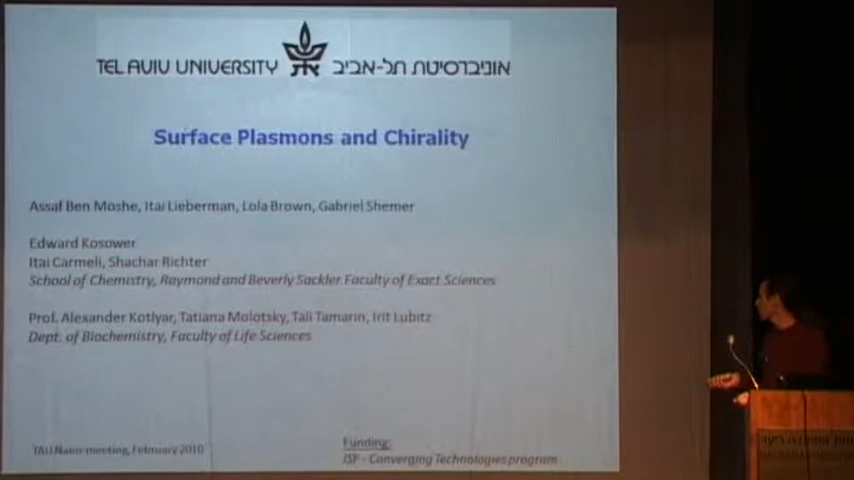 TEL AVIV UNIVERSITY אוניברסיטת תל-אביב
Surface Plasmons and Chirality
Assaf Ben Moshe, Itai Lieberman, Lola Brown, Gabriel Shemer
Edward Kosower
Itai Carmeli, Shachar Richter
School of Chemistry, Raymond and Beverly Sackler Faculty of Exact Sciences
Prof. Alexander Kotlyar, Tatiana Molotsky, Tali Tamarin, Irit Lubitz
Dept. of Biochemistry, Faculty of Life Sciences
TAU Nano meeting, February 2010
Funding:
ISF - Converging Technologies program